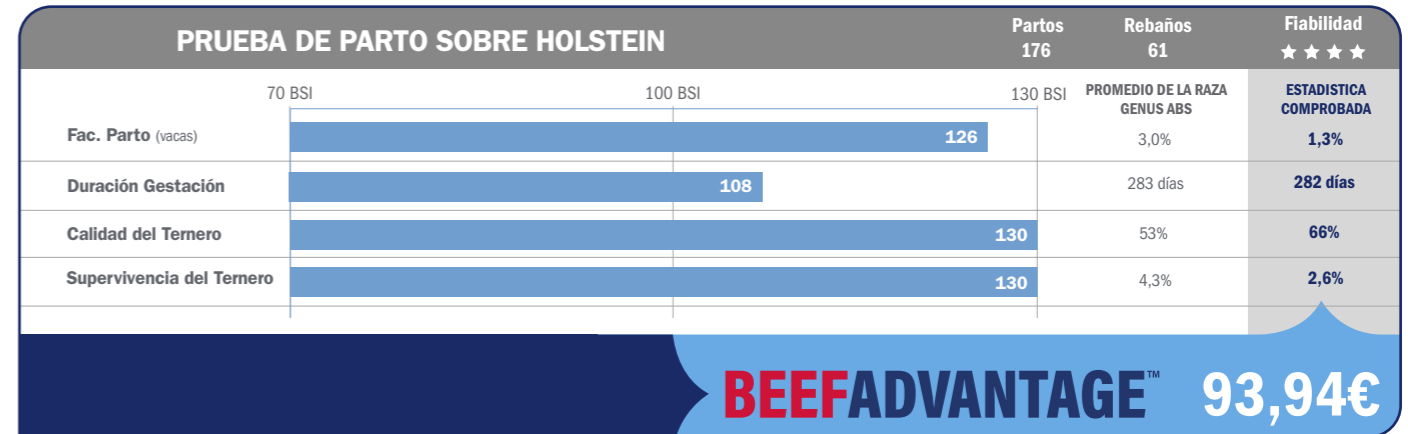 PRUEBA DE PARTO SOBRE HOLSTEIN
Partos
176
Rebaños
61
Fiabilidad
★ ★ ★ ★
70 BSI
100 BSI
130 BSI
PROMEDIO DE LA RAZA
GENUS ABS
ESTADISTICA
COMPROBADA
Fac. Parto (vacas)
126
3,0%
1,3%
Duración Gestación
108
283 días
282 días
Calidad del Ternero
130
53%
66%
Supervivencia del Ternero
130
4,3%
2,6%
BEEFADVANTAGE™ 93,94€